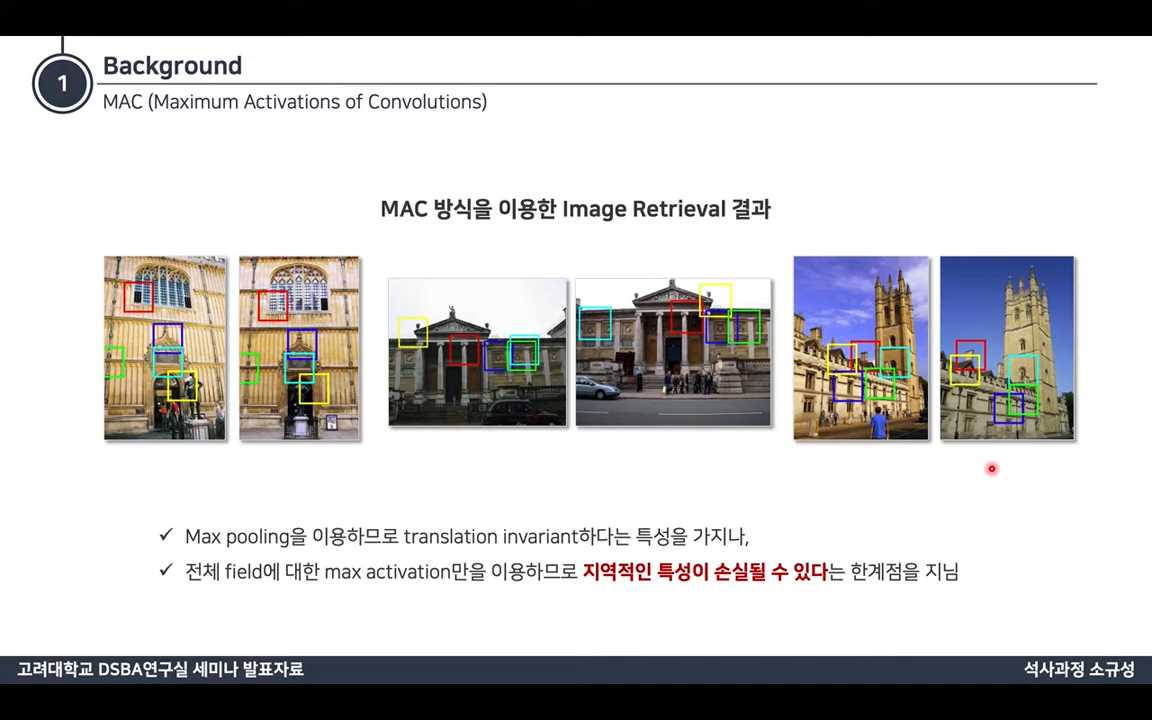 1
Background
MAC (Maximum Activations of Convolutions)
MAC 방식을 이용한 Image Retrieval 결과
✓ Max pooling을 이용하므로 translation invariant하다는 특성을 가지나,
✓ 전체 field에 대한 max activation만을 이용하므로 지역적인 특성이 손실될 수 있다는 한계점을 지님
고려대학교 DSBA연구실 세미나 발표자료
석사과정 소규성